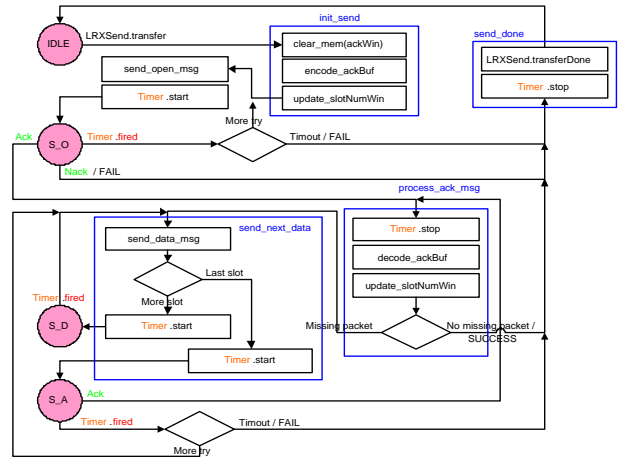 init_send
IDLE
LRXSend.transfer
clear_mem(ackWin)
send_done
send_open_msg
encode_ackBuf
LRXSend.transferDone
Timer .start
update_slotNumWin
Timer .stop
More try
Ack
S_O
Timer .fired
Timout / FAIL
Nack / FAIL
process_ack_msg
send_next_data
Timer .stop
send_data_msg
decode_ackBuf
Last slot
update_slotNumWin
Timer .fired
More slot
S_D
Timer .start
Missing packet
No missing packet /
SUCCESS
Timer .start
S_A
Ack
Timer .fired
Timout / FAIL
More try